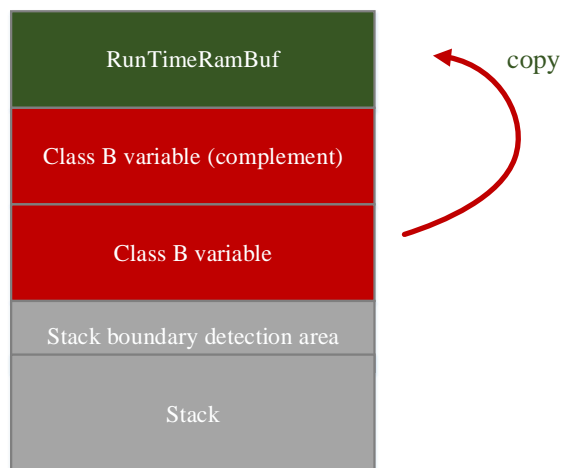 RunTimeRamBuf
copy
Class B variable (complement)
Class B variable
Stack boundary detection area
Stack